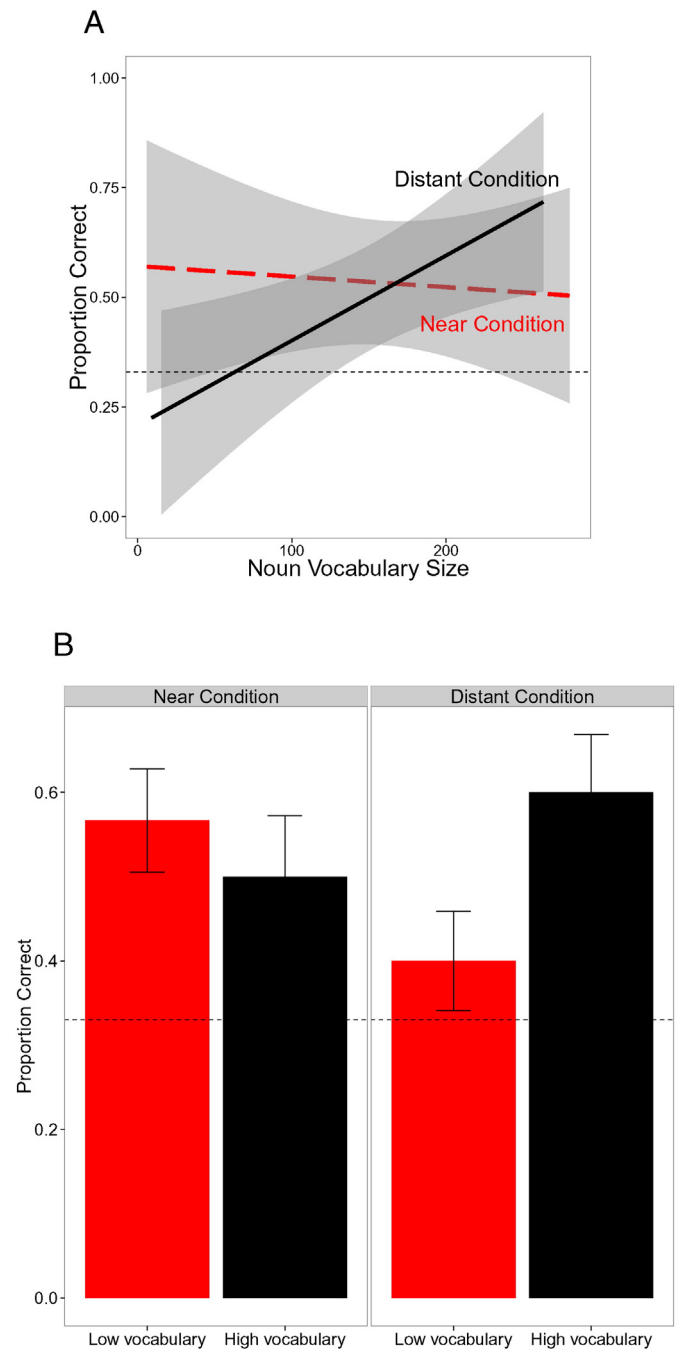 A
1.00
0.75
0.50
0.25
0.00
Proportion Correct
Distant Condition
Near Condition
0 100 200
Noun Vocabulary Size
B
Near Condition Distant Condition
0.6
0.4
0.2
0.0
Proportion Correct
Low vocabulary High vocabulary Low vocabulary High vocabulary